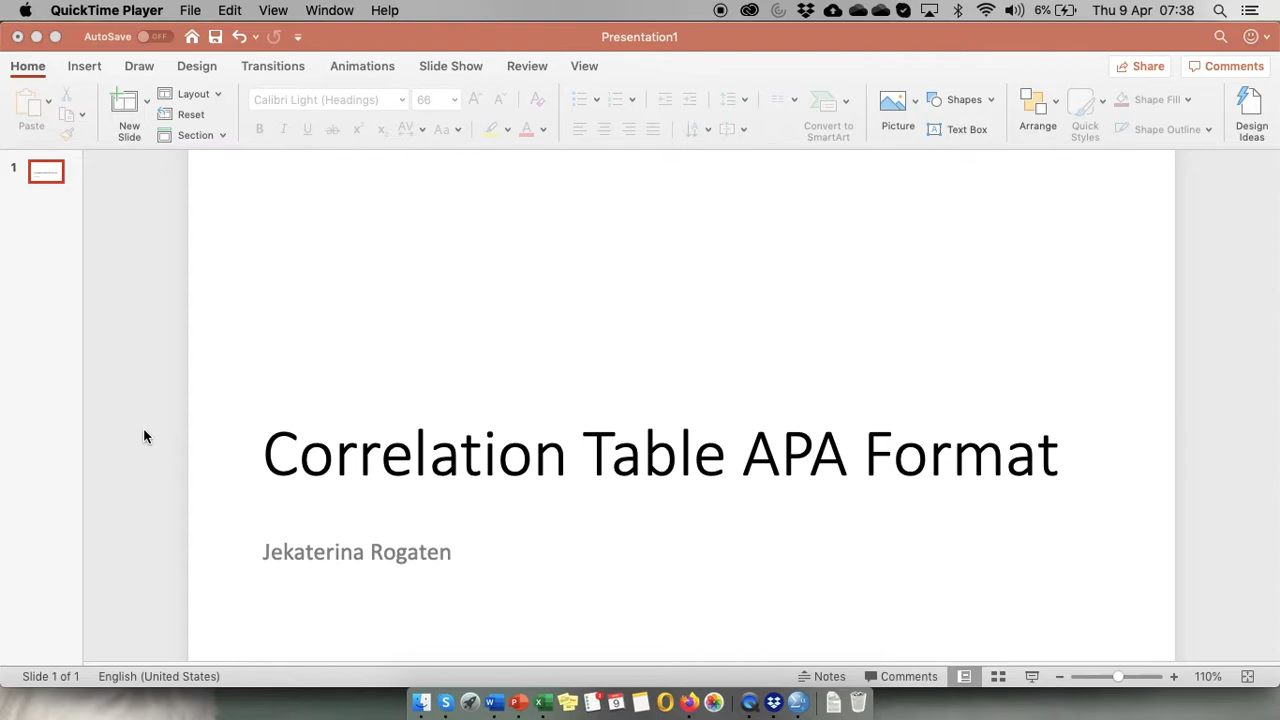 QuickTime Player File Edit View Window Help 6% Thu 9 Apr 07:38
AutoSave OFF Presentation1
Home Insert Draw Design Transitions Animations Slide Show Review View Share Comments
Paste New Slide Layout Reset Section Calibri Light (Headings) 66 Convert to SmartArt Picture Shapes Text Box Arrange Quick Styles Shape Fill Shape Outline Design Ideas
1
Correlation Table APA Format
Jekaterina Rogaten
Slide 1 of 1 English (United States) Notes Comments 110%